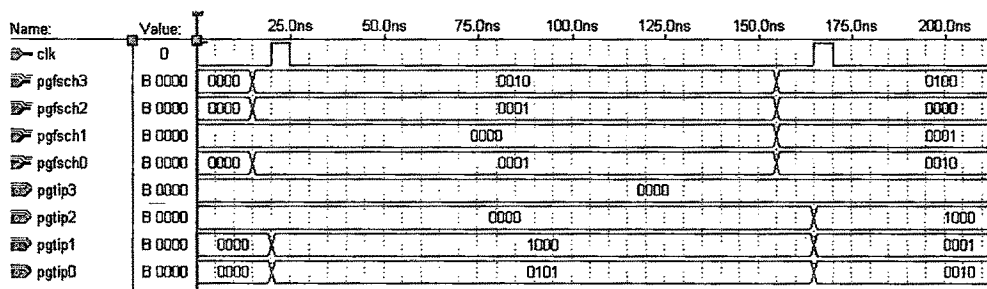 Name: Value: 25.0ns 50.0ns 75.0ns 100.0ns 125.0ns 150.0ns 175.0ns 200.0ns
clk 0
pgfsch3 B 0000 0000 0010 0100
pgfsch2 B 0000 0000 0001 0000
pgfsch1 B 0000 0000 0001
pgfsch0 B 0000 0000 0001 0010
pgtip3 B 0000 0000
pgtip2 B 0000 0000 1000
pgtip1 B 0000 0000 1000 0001
pgtip0 B 0000 0000 0101 0010